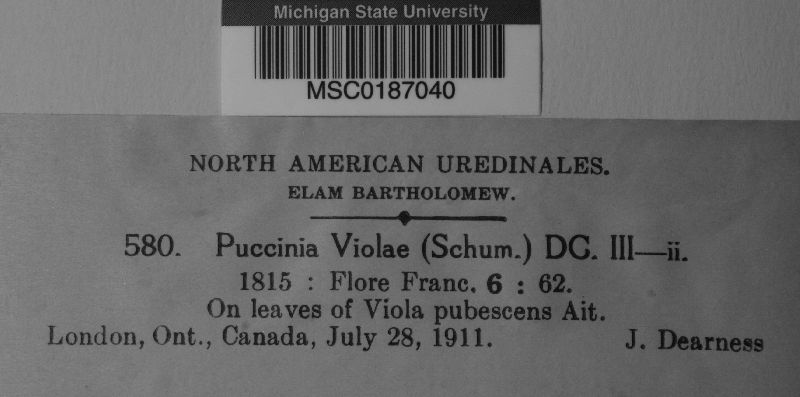 Michigan State University
MSC0187040
NORTH AMERICAN UREDINALES.
ELAM BARTHOLOMEW.
580. Puccinia Violae (Schum.) DC. III—ii.
1815 : Flore Franc. 6 : 62.
On leaves of Viola pubescens Ait.
London, Ont., Canada, July 28, 1911. J. Dearness